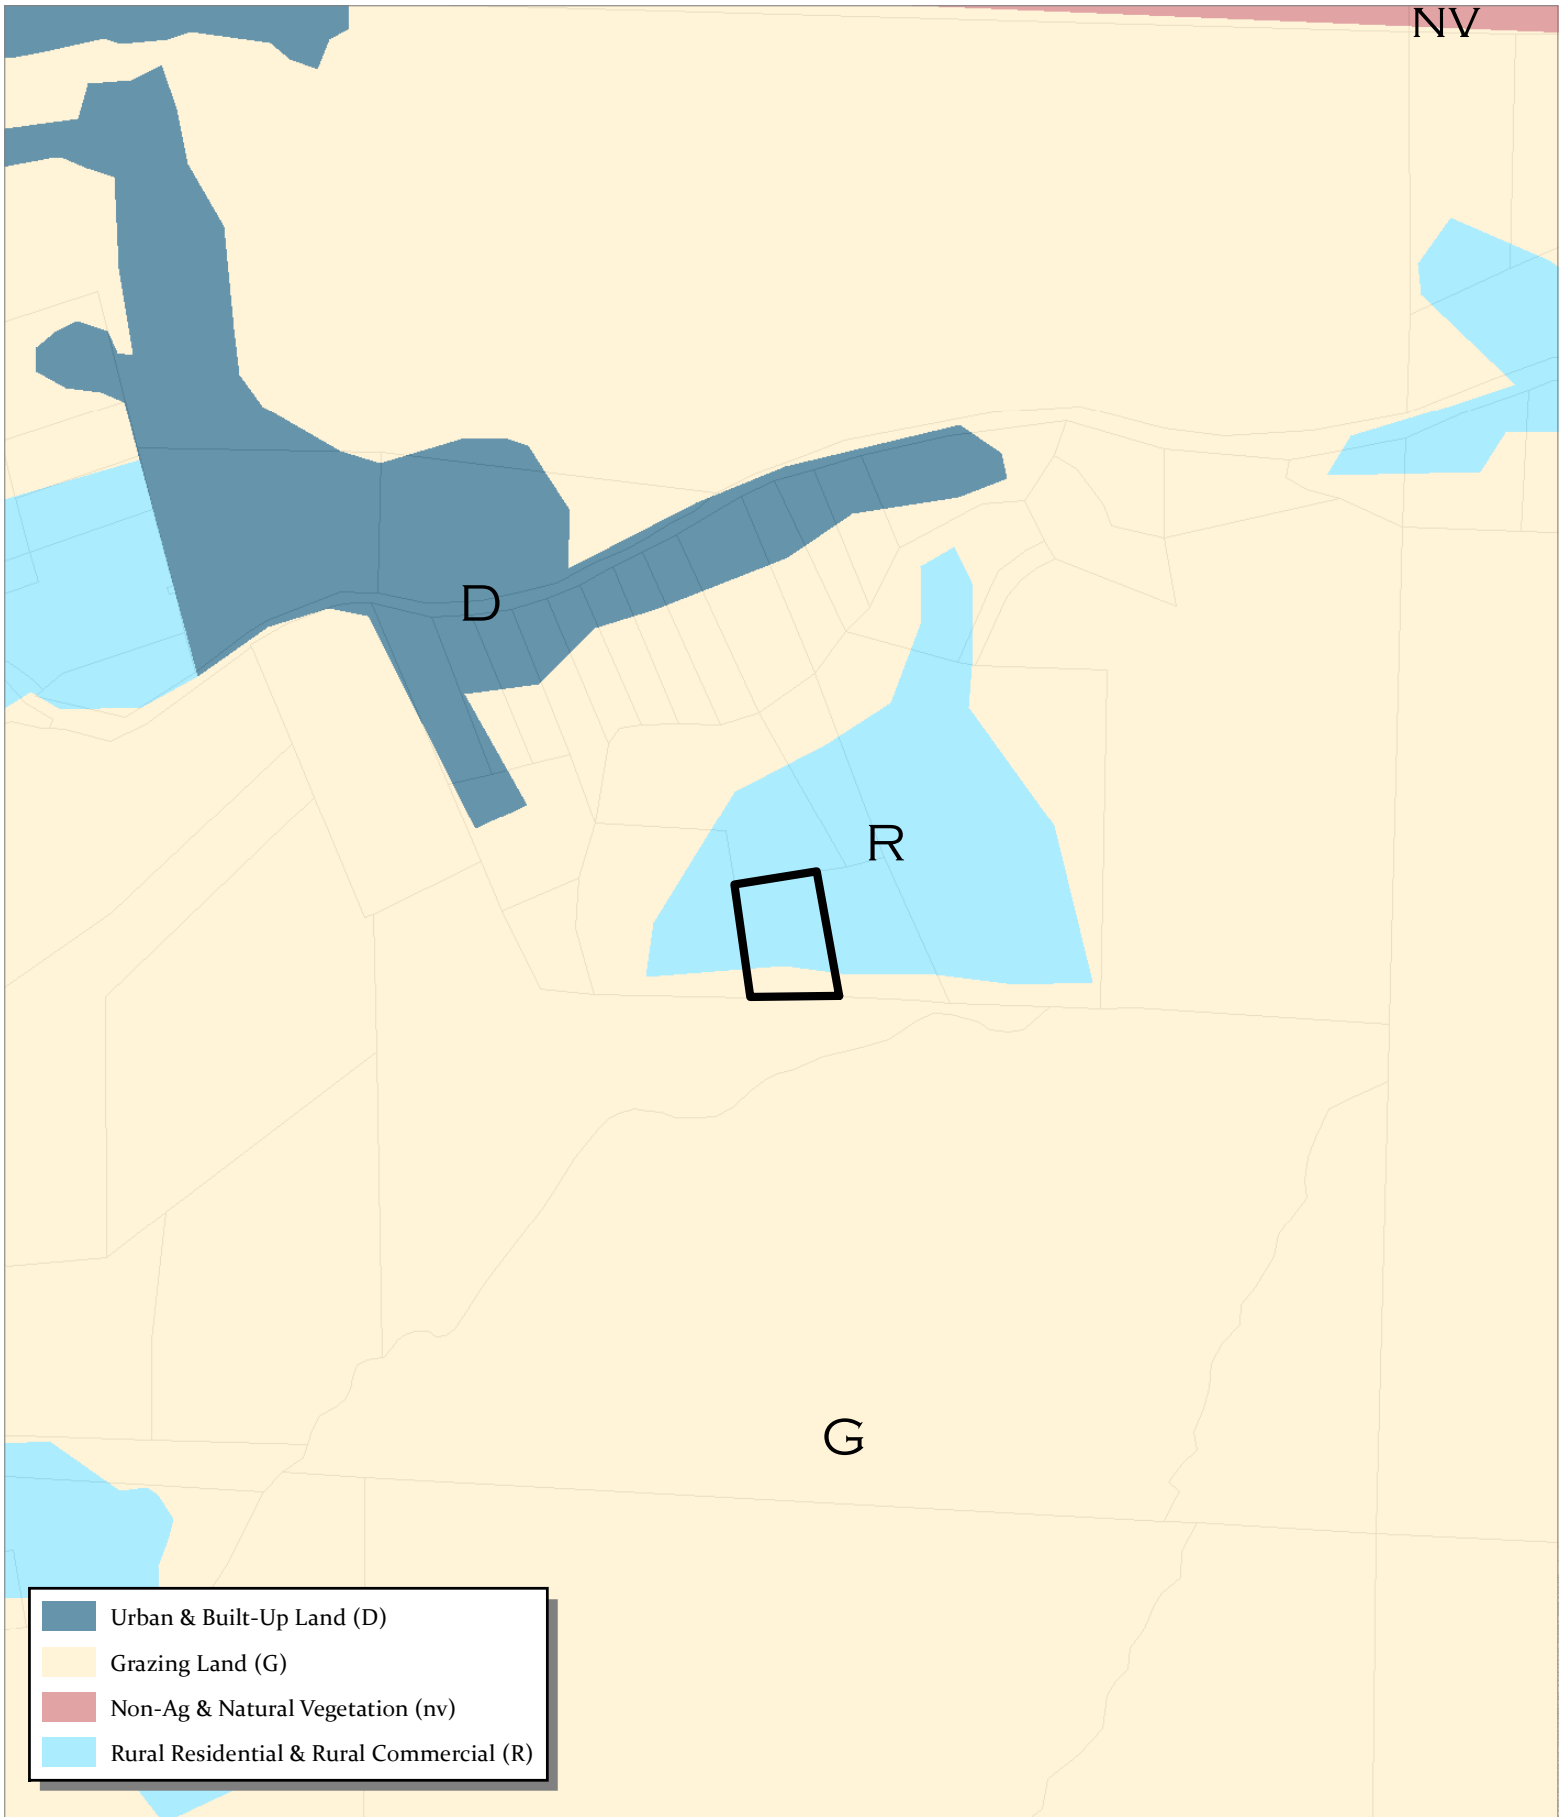 NV
D
R
G
Urban & Built-Up Land (D)
Grazing Land (G)
Non-Ag & Natural Vegetation (nv)
Rural Residential & Rural Commercial (R)